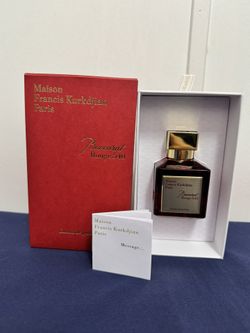 Maison
Francis Kurkdjian
Paris
Baccarat
Rouge 540
Maison
Francis Kurkdjian
Paris
Baccarat
Rouge 540
Maison
Francis Kurkdjian
Paris
Message...